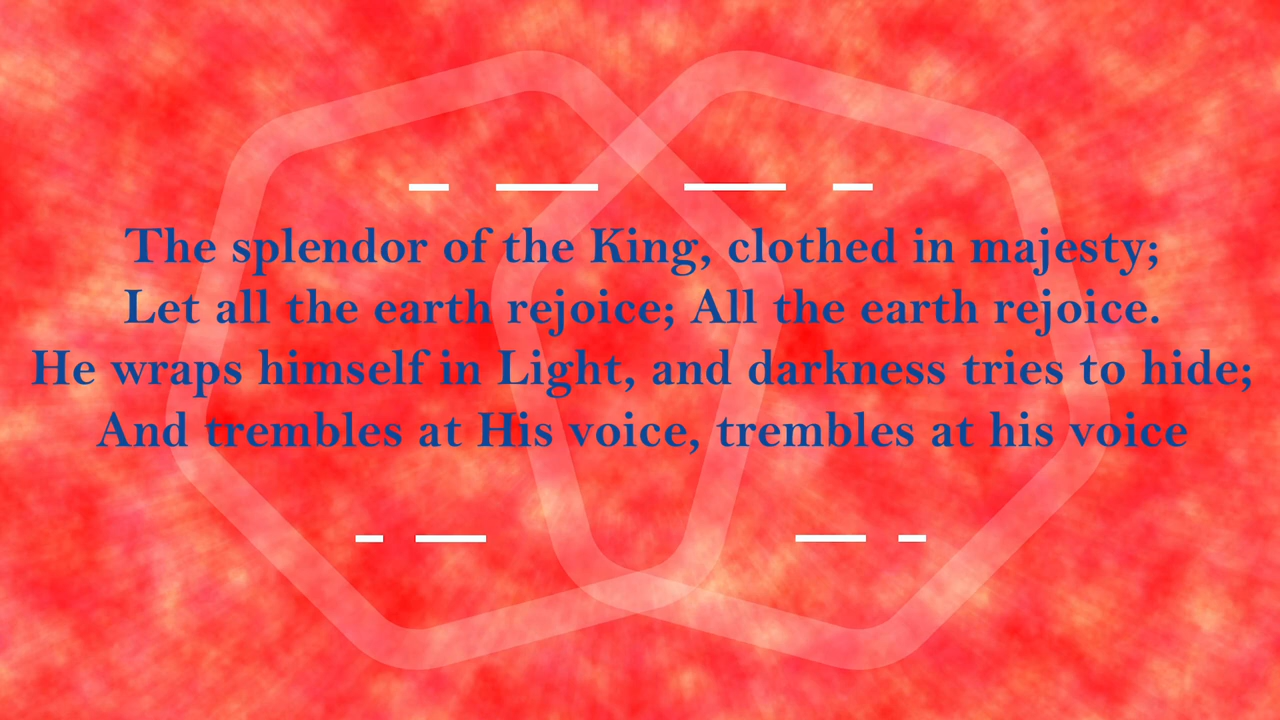 The splendor of the King, clothed in majesty;
Let all the earth rejoice; All the earth rejoice.
He wraps himself in Light, and darkness tries to hide;
And trembles at His voice, trembles at his voice